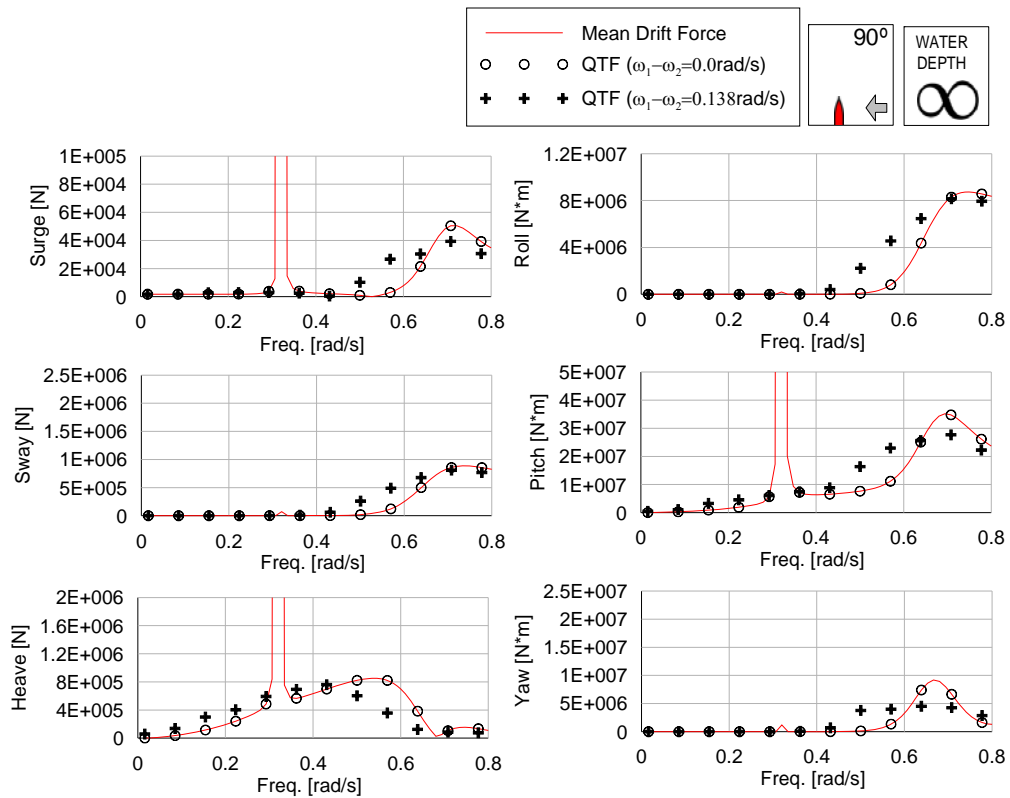 Mean Drift Force
QTF (ω1−ω2=0.0rad/s)
QTF (ω1−ω2=0.138rad/s)
90º
WATER
DEPTH
∞
Surge [N]
1E+005
8E+004
6E+004
4E+004
2E+004
0
0 0.2 0.4 0.6 0.8
Freq. [rad/s]
Roll [N*m]
1.2E+007
8E+006
4E+006
0
0 0.2 0.4 0.6 0.8
Freq. [rad/s]
Sway [N]
2.5E+006
2E+006
1.5E+006
1E+006
5E+005
0
0 0.2 0.4 0.6 0.8
Freq. [rad/s]
Pitch [N*m]
5E+007
4E+007
3E+007
2E+007
1E+007
0
0 0.2 0.4 0.6 0.8
Freq. [rad/s]
Heave [N]
2E+006
1.6E+006
1.2E+006
8E+005
4E+005
0
0 0.2 0.4 0.6 0.8
Freq. [rad/s]
Yaw [N*m]
2.5E+007
2E+007
1.5E+007
1E+007
5E+006
0
0 0.2 0.4 0.6 0.8
Freq. [rad/s]